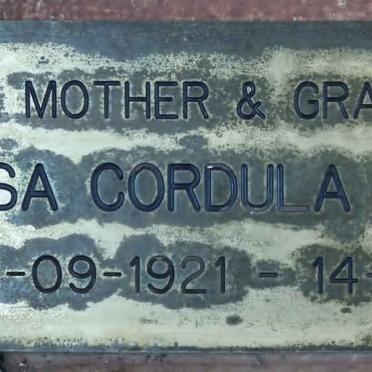 MOTHER & GRA
SA CORDULA
-09-1921 - 14-